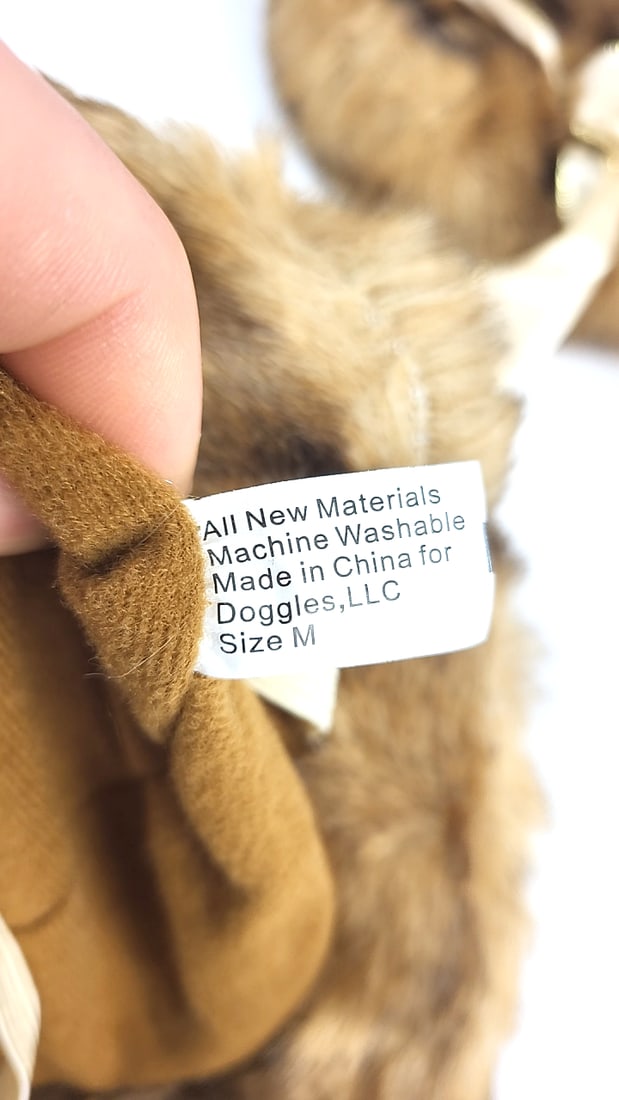 All New Materials
Machine Washable
Made in China for
Doggles,LLC
Size M